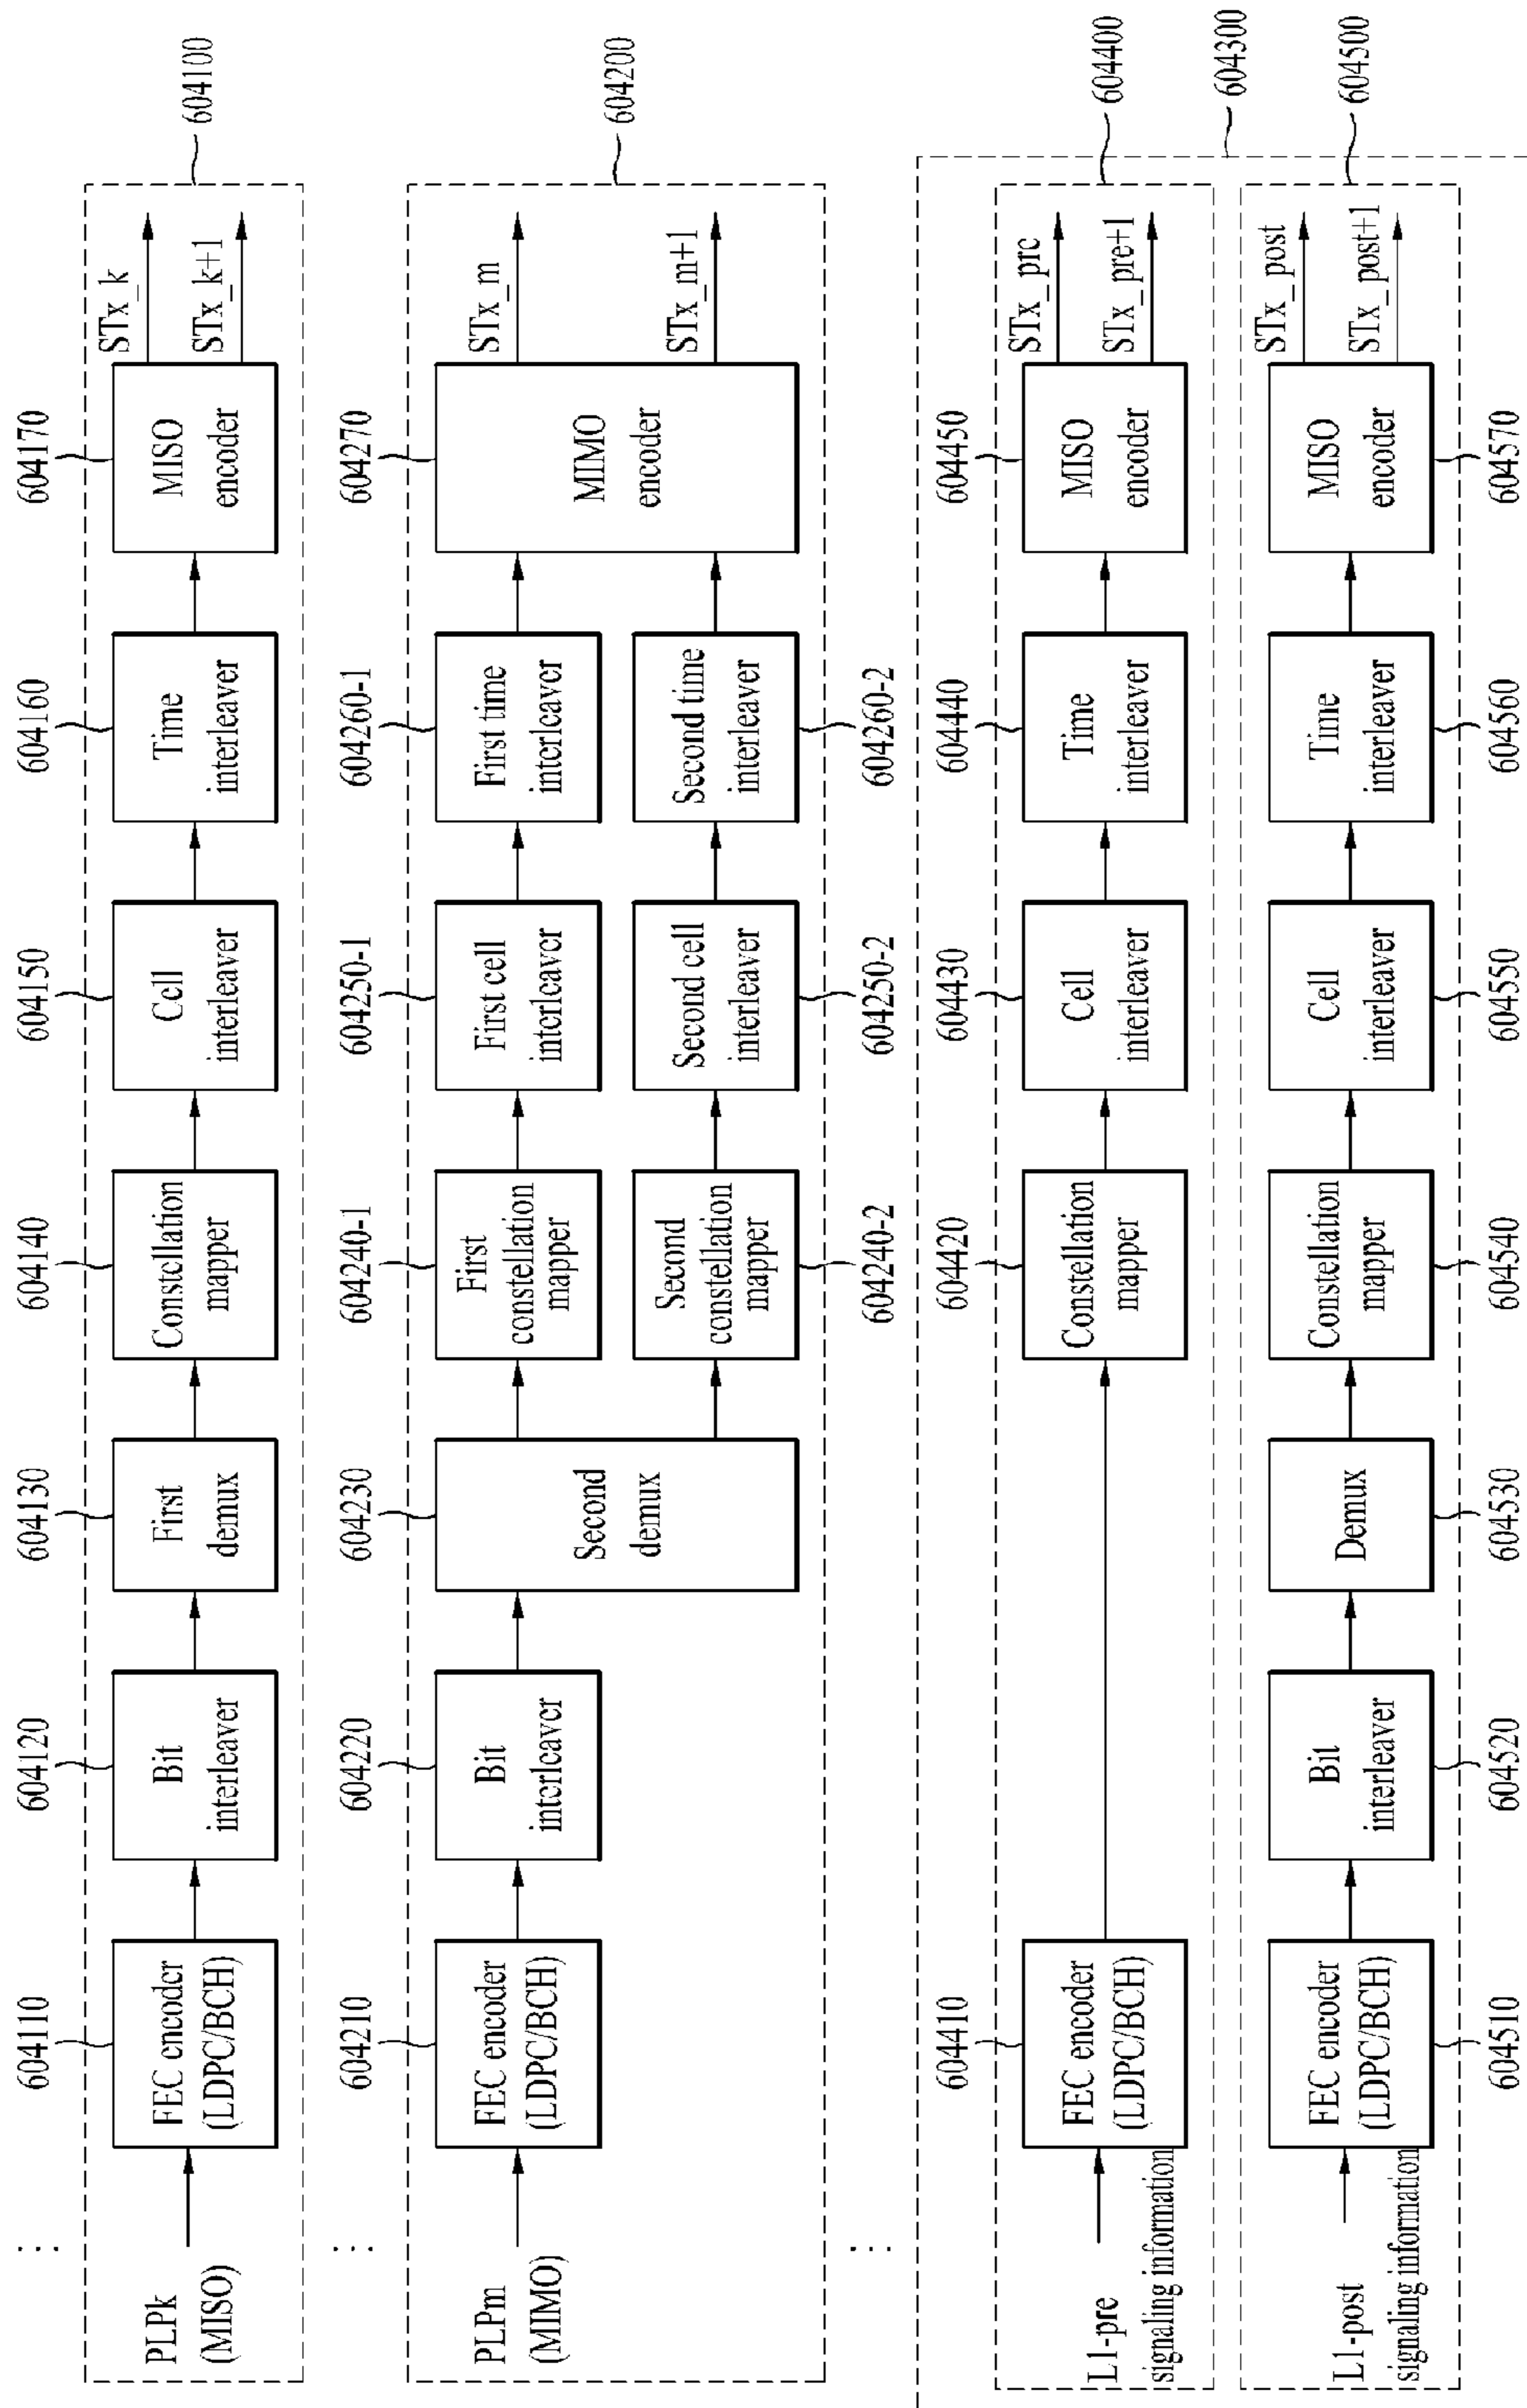 604110
604120
604130
604140
604150
604160
604170
604100
PLPk
(MISO)
FEC encoder
(LDPC/BCH)
Bit
interleaver
First
demux
Constellation
mapper
Cell
interleaver
Time
interleaver
MISO
encoder
STx_k
STx_k+1
604210
604220
604230
604240-1
604250-1
604260-1
604270
604200
PLPm
(MIMO)
FEC encoder
(LDPC/BCH)
Bit
interleaver
Second
demux
First
constellation
mapper
First cell
interleaver
First time
interleaver
MIMO
encoder
STx_m
STx_m+1
Second
constellation
mapper
Second cell
interleaver
Second time
interleaver
604240-2
604250-2
604260-2
604410
604420
604430
604440
604450
604400
L1-pre
signaling information
FEC encoder
(LDPC/BCH)
Constellation
mapper
Cell
interleaver
Time
interleaver
MISO
encoder
STx_pre
STx_pre+1
604300
L1-post
signaling information
FEC encoder
(LDPC/BCH)
Bit
interleaver
Demux
Constellation
mapper
Cell
interleaver
Time
interleaver
MISO
encoder
STx_post
STx_post+1
604500
604510
604520
604530
604540
604550
604560
604570